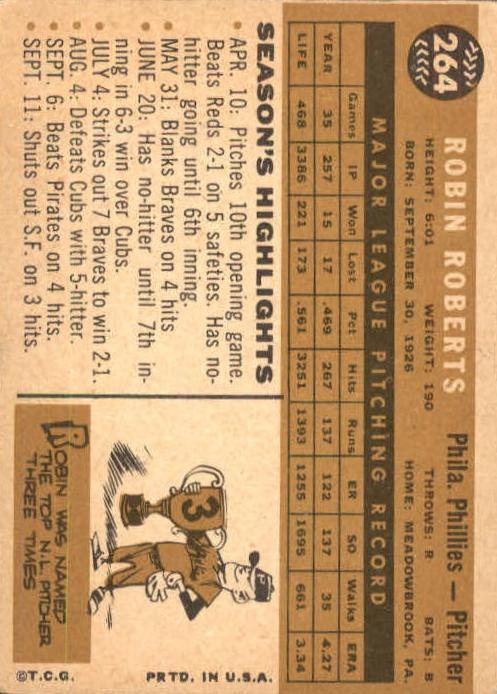 264
ROBIN ROBERTS
Phila. Phillies — Pitcher
HEIGHT: 6:01 WEIGHT: 190 THROWS: R BATS: B
BORN: SEPTEMBER 30, 1926 HOME: MEADOWBROOK, PA.
MAJOR LEAGUE PITCHING RECORD
Games IP Won Lost Pct Hits Runs ER SO Walks ERA
YEAR 35 257 15 17 .469 267 137 122 137 35 4.27
LIFE 468 3386 221 173 .561 3251 1393 1255 1695 661 3.34
SEASON'S HIGHLIGHTS
• APR. 10: Pitches 10th opening game.
Beats Reds 2-1 on 5 safeties. Has no-
hitter going until 6th inning.
• MAY 31: Blanks Braves on 4 hits
• JUNE 20: Has no-hitter until 7th in-
ning in 6-3 win over Cubs.
• JULY 4: Strikes out 7 Braves to win 2-1.
• AUG. 4: Defeats Cubs with 5-hitter.
• SEPT. 6: Beats Pirates on 4 hits.
• SEPT. 11: Shuts out S.F. on 3 hits.
3
ROBIN WAS NAMED
THE TOP N.L. PITCHER
THREE TIMES
©T.C.G. PRTD. IN U.S.A.